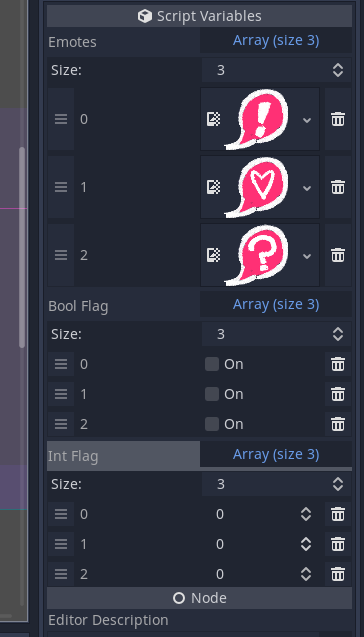 Script Variables
Emotes Array (size 3)
Size: 3
0 !
1
2 ?
Bool Flag Array (size 3)
Size: 3
0 On
1 On
2 On
Int Flag Array (size 3)
Size: 3
0 0
1 0
2 0
Node
Editor Description